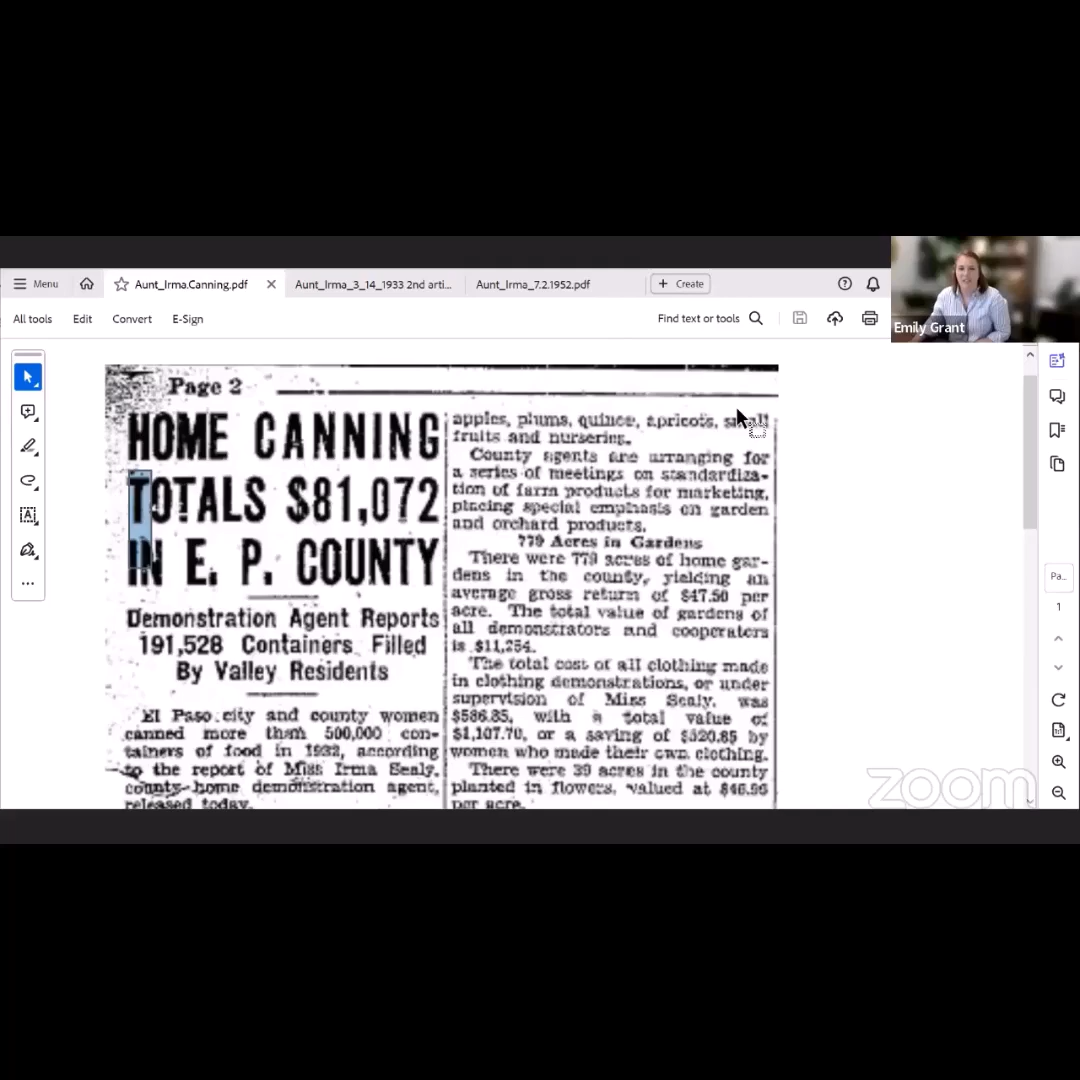 Menu
Aunt_Irma.Canning.pdf
Aunt_Irma_3_14_1933 2nd arti...
Aunt_Irma_7.2.1952.pdf
Create
All tools
Edit
Convert
E-Sign
Find text or tools
Emily Grant
Page 2
HOME CANNING
TOTALS $81,072
IN E. P. COUNTY
Demonstration Agent Reports
191,528 Containers Filled
By Valley Residents
El Paso city and county women
canned more than 500,000 con-
tainers of food in 1932, according
to the report of Miss Irma Sealy,
county home demonstration agent,
released today.
apples, plums, quince, apricots, small
fruits and nurseries.
County agents are arranging for
a series of meetings on standardiza-
tion of farm products for marketing,
placing special emphasis on garden
and orchard products.
779 Acres in Gardens
There were 779 acres of home gar-
dens in the county, yielding an
average gross return of $47.50 per
acre. The total value of gardens of
all demonstrators and cooperators
is $11,254.
The total cost of all clothing made
in clothing demonstrations, or under
supervision of Miss Sealy, was
$586.85, with a total value of
$1,107.70, or a saving of $520.85 by
women who made their own clothing.
There were 39 acres in the county
planted in flowers, valued at $46.95
per acre.
Pa...
1
zoom